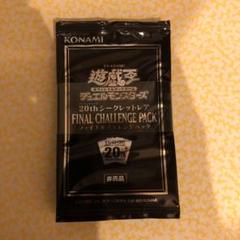 KONAMI
遊戯王
デュエルモンスターズ
20thシークレットレア
FINAL CHALLENGE PACK
ファイナルチャレンジパック
20th
非売品